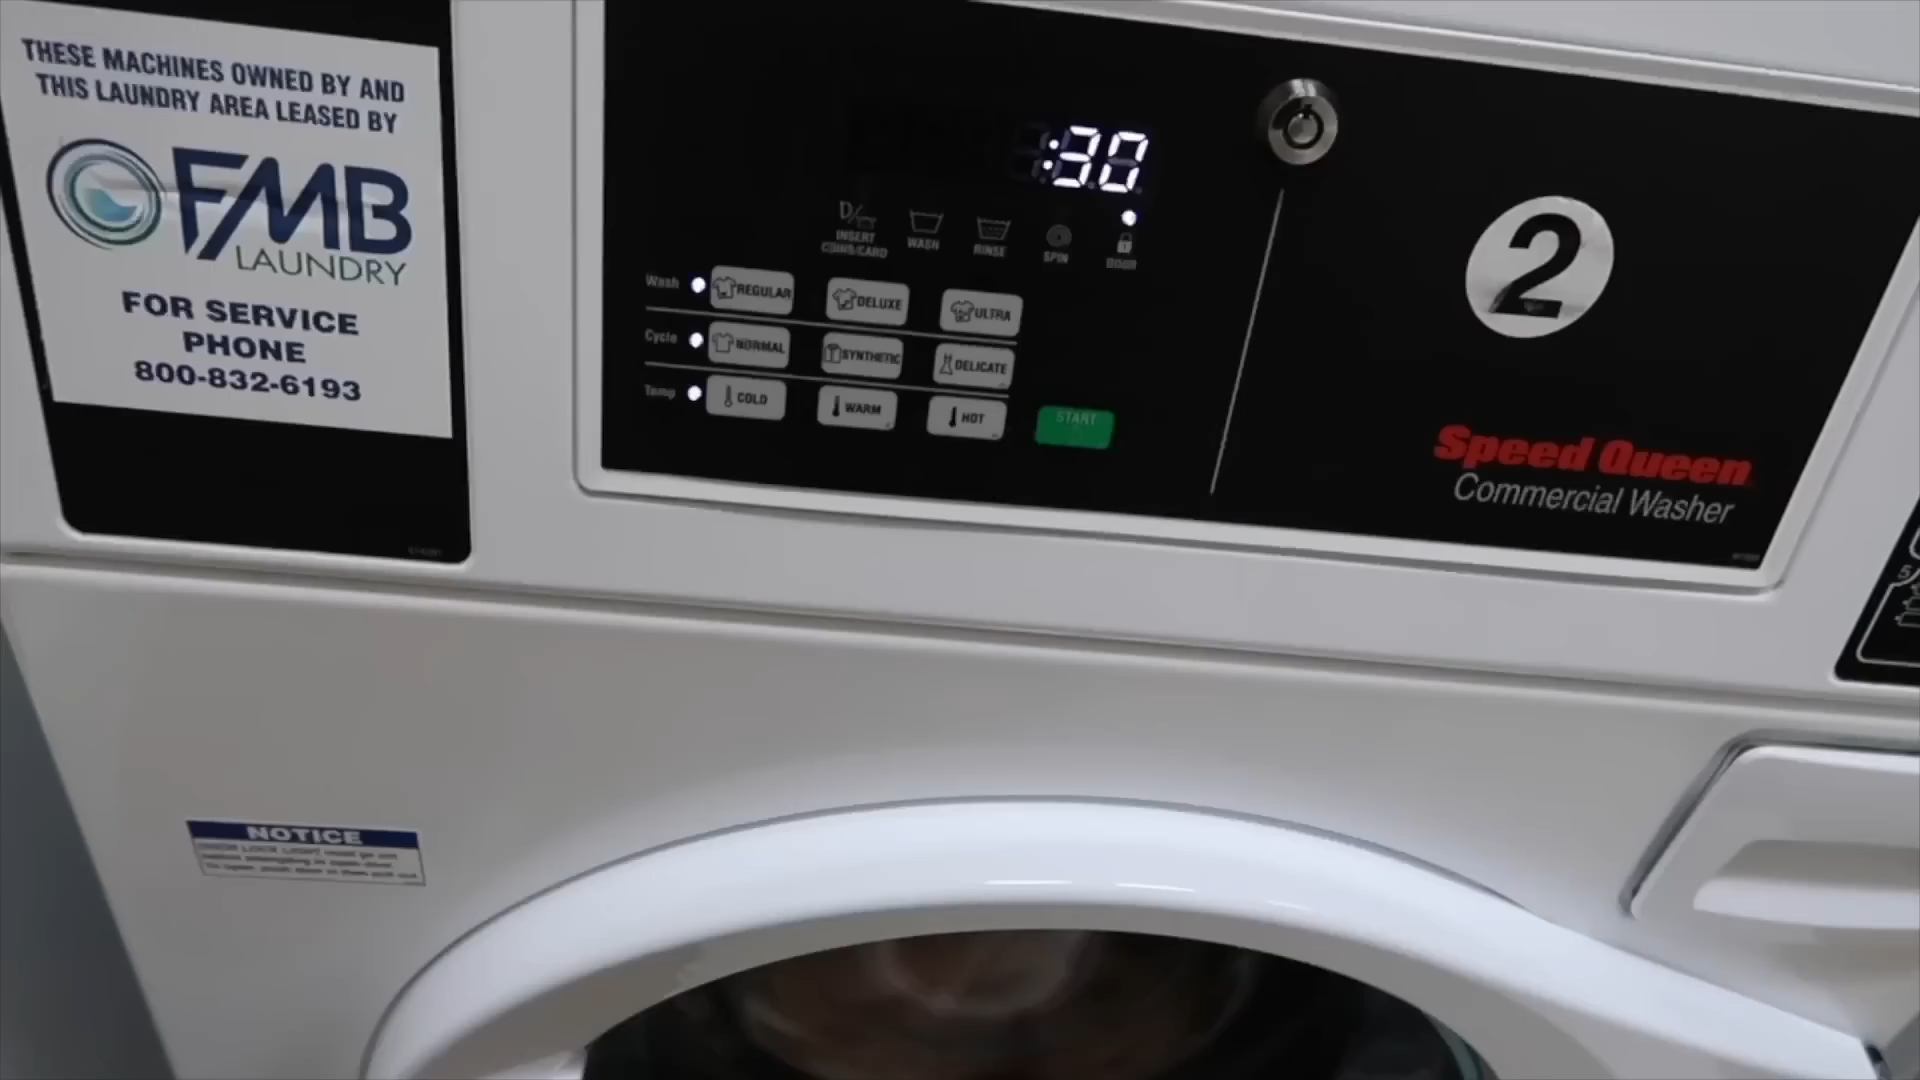 THESE MACHINES OWNED BY AND
THIS LAUNDRY AREA LEASED BY
FMB
LAUNDRY
FOR SERVICE
PHONE
800-832-6193
:30
INSERT
COINS/CARD
WASH
RINSE
SPIN
DOOR
Wash REGULAR DELUXE ULTRA
Cycle NORMAL SYNTHETIC DELICATE
Temp COLD WARM HOT
START
2
Speed Queen
Commercial Washer
NOTICE
5